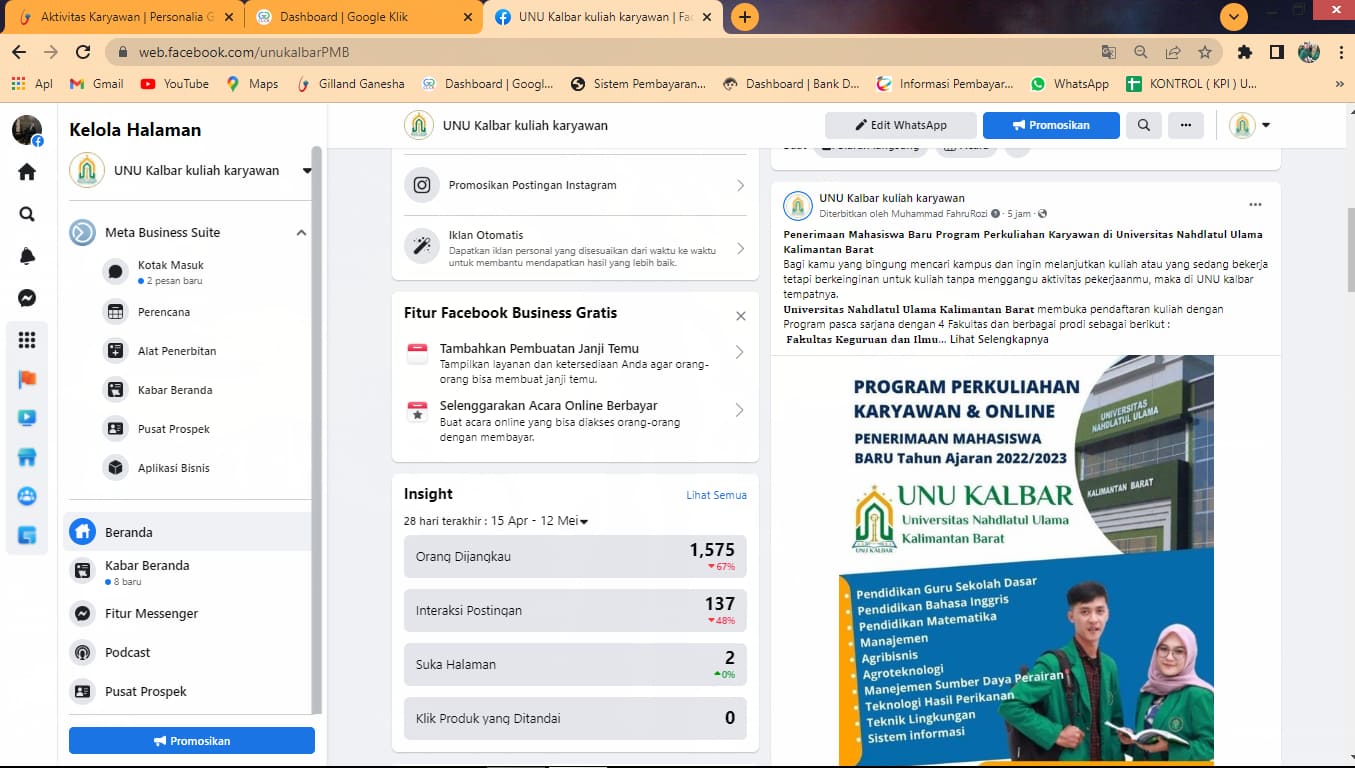 Aktivitas Karyawan | Personalia G
Dashboard | Google Klik
UNU Kalbar kuliah karyawan | Fac
web.facebook.com/unukalbarPMB
Apl
Gmail
YouTube
Maps
Gilland Ganesha
Dashboard | Googl...
Sistem Pembayaran...
Dashboard | Bank D...
Informasi Pembayar...
WhatsApp
KONTROL ( KPI ) U...
Kelola Halaman
UNU Kalbar kuliah karyawan
Meta Business Suite
Kotak Masuk
2 pesan baru
Perencana
Alat Penerbitan
Kabar Beranda
Pusat Prospek
Aplikasi Bisnis
Beranda
Kabar Beranda
8 baru
Fitur Messenger
Podcast
Pusat Prospek
Promosikan
UNU Kalbar kuliah karyawan
Edit WhatsApp
Promosikan
Promosikan Postingan Instagram
Iklan Otomatis
Dapatkan iklan personal yang disesuaikan dari waktu ke waktu
untuk membantu mendapatkan hasil yang lebih baik.
Fitur Facebook Business Gratis
Tambahkan Pembuatan Janji Temu
Tampilkan layanan dan ketersediaan Anda agar orang-
orang bisa membuat janji temu.
Selenggarakan Acara Online Berbayar
Buat acara online yang bisa diakses orang-orang
dengan membayar.
Insight
Lihat Semua
28 hari terakhir : 15 Apr - 12 Mei
Orang Dijangkau
1,575
67%
Interaksi Postingan
137
48%
Suka Halaman
2
0%
Klik Produk yang Ditandai
0
UNU Kalbar kuliah karyawan
Diterbitkan oleh Muhammad FahruRozi · 5 jam ·
Penerimaan Mahasiswa Baru Program Perkuliahan Karyawan di Universitas Nahdlatul Ulama
Kalimantan Barat
Bagi kamu yang bingung mencari kampus dan ingin melanjutkan kuliah atau yang sedang bekerja
tetapi berkeinginan untuk kuliah tanpa menggangu aktivitas pekerjaanmu, maka di UNU kalbar
tempatnya.
Universitas Nahdlatul Ulama Kalimantan Barat membuka pendaftaran kuliah dengan
Program pasca sarjana dengan 4 Fakultas dan berbagai prodi sebagai berikut :
Fakultas Keguruan dan Ilmu... Lihat Selengkapnya
PROGRAM PERKULIAHAN
KARYAWAN & ONLINE
PENERIMAAN MAHASISWA
BARU Tahun Ajaran 2022/2023
UNIVERSITAS
NAHDLATUL ULAMA
KALIMANTAN BARAT
UNU KALBAR
UNU KALBAR
Universitas Nahdlatul Ulama
Kalimantan Barat
Pendidikan Guru Sekolah Dasar
Pendidikan Bahasa Inggris
Pendidikan Matematika
Manajemen
Agribisnis
Agroteknologi
Manejemen Sumber Daya Perairan
Teknologi Hasil Perikanan
Teknik Lingkungan
Sistem informasi